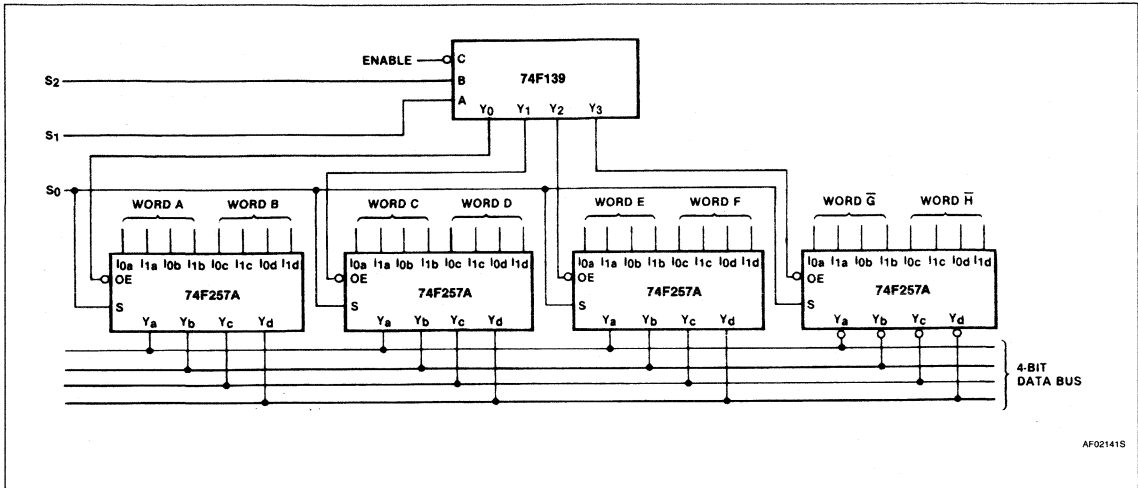 ENABLE C
S2 B 74F139
A
Y0 Y1 Y2 Y3
S1
S0
WORD A WORD B WORD C WORD D WORD E WORD F WORD G̅ WORD H̅
I0a I1a I0b I1b I0c I1c I0d I1d I0a I1a I0b I1b I0c I1c I0d I1d I0a I1a I0b I1b I0c I1c I0d I1d I0a I1a I0b I1b I0c I1c I0d I1d
OE OE OE OE
74F257A 74F257A 74F257A 74F257A
S S S S
Ya Yb Yc Yd Ya Yb Yc Yd Ya Yb Yc Yd Ya Yb Yc Yd
4-BIT
DATA BUS
AF02141S